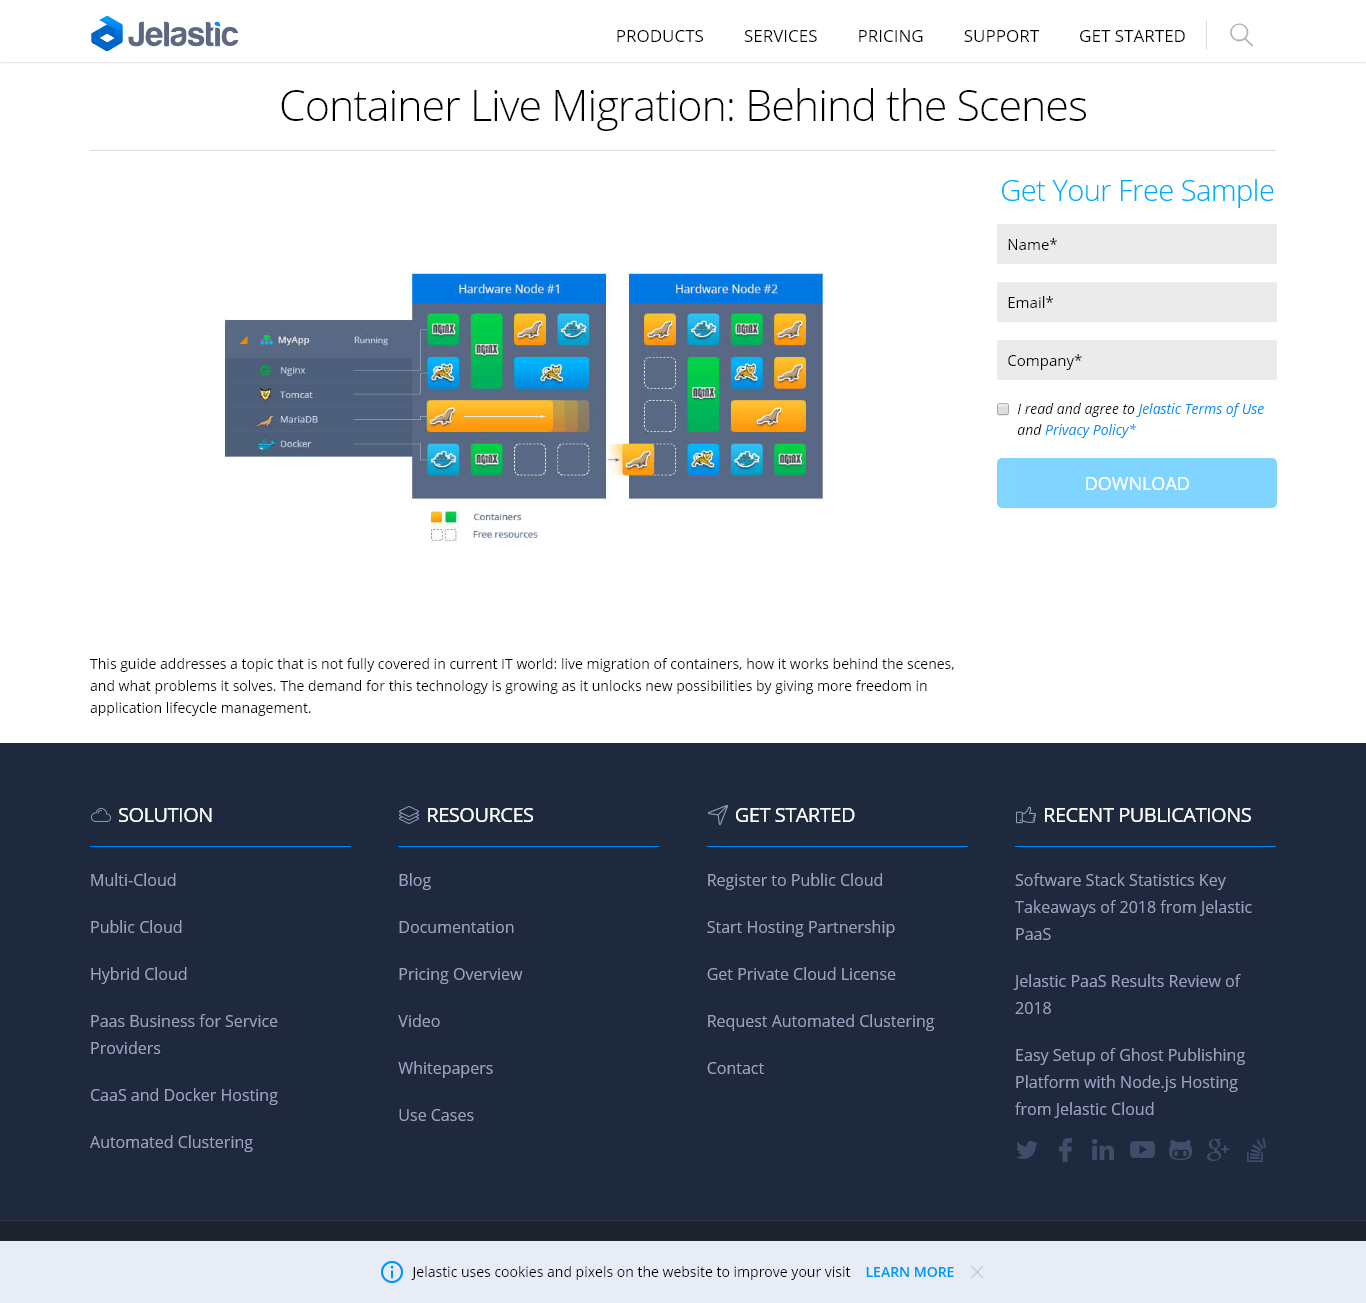 Jelastic
PRODUCTS SERVICES PRICING SUPPORT GET STARTED
Container Live Migration: Behind the Scenes
Get Your Free Sample
Name*
Email*
Company*
I read and agree to Jelastic Terms of Use
and Privacy Policy*
DOWNLOAD
MyApp Running
Nginx
Tomcat
MariaDB
Docker
Hardware Node #1
NGINX
NGINX
NGINX
Hardware Node #2
NGINX
NGINX
NGINX
Containers
Free resources
This guide addresses a topic that is not fully covered in current IT world: live migration of containers, how it works behind the scenes,
and what problems it solves. The demand for this technology is growing as it unlocks new possibilities by giving more freedom in
application lifecycle management.
SOLUTION
Multi-Cloud
Public Cloud
Hybrid Cloud
Paas Business for Service
Providers
CaaS and Docker Hosting
Automated Clustering
RESOURCES
Blog
Documentation
Pricing Overview
Video
Whitepapers
Use Cases
GET STARTED
Register to Public Cloud
Start Hosting Partnership
Get Private Cloud License
Request Automated Clustering
Contact
RECENT PUBLICATIONS
Software Stack Statistics Key
Takeaways of 2018 from Jelastic
PaaS
Jelastic PaaS Results Review of
2018
Easy Setup of Ghost Publishing
Platform with Node.js Hosting
from Jelastic Cloud
Jelastic uses cookies and pixels on the website to improve your visit LEARN MORE